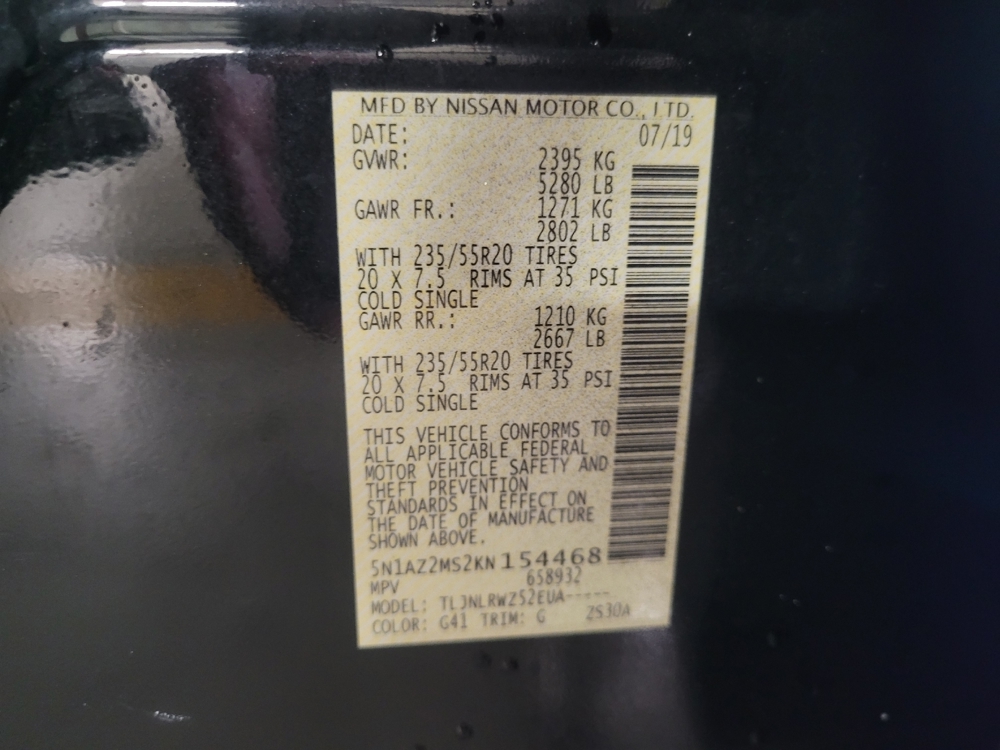 MFD BY NISSAN MOTOR CO., LTD.
DATE: 07/19
GVWR: 2395 KG
5280 LB
GAWR FR.: 1271 KG
2802 LB
WITH 235/55R20 TIRES
20 X 7.5 RIMS AT 35 PSI
COLD SINGLE
GAWR RR.: 1210 KG
2667 LB
WITH 235/55R20 TIRES
20 X 7.5 RIMS AT 35 PSI
COLD SINGLE
THIS VEHICLE CONFORMS TO
ALL APPLICABLE FEDERAL
MOTOR VEHICLE SAFETY AND
THEFT PREVENTION
STANDARDS IN EFFECT ON
THE DATE OF MANUFACTURE
SHOWN ABOVE.
5N1AZ2MS2KN154468
MPV 658932
MODEL: TLJNLRWZ52EUA-----
COLOR: G41 TRIM: G 2S30A